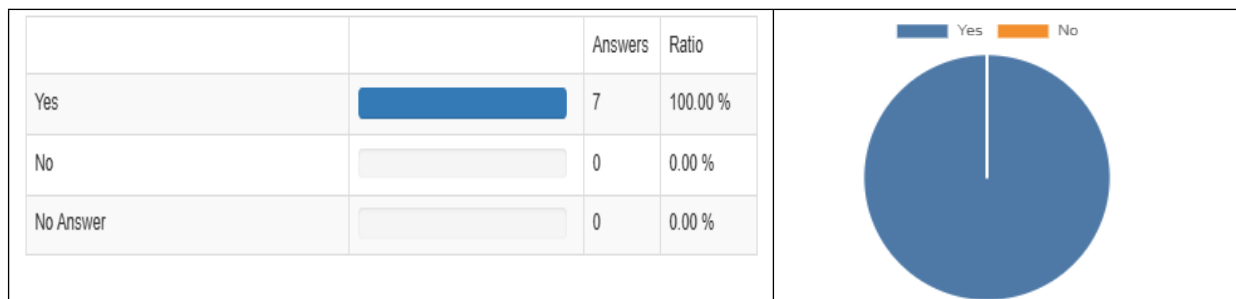 Answers Ratio
Yes 7 100.00 %
No 0 0.00 %
No Answer 0 0.00 %
Yes No